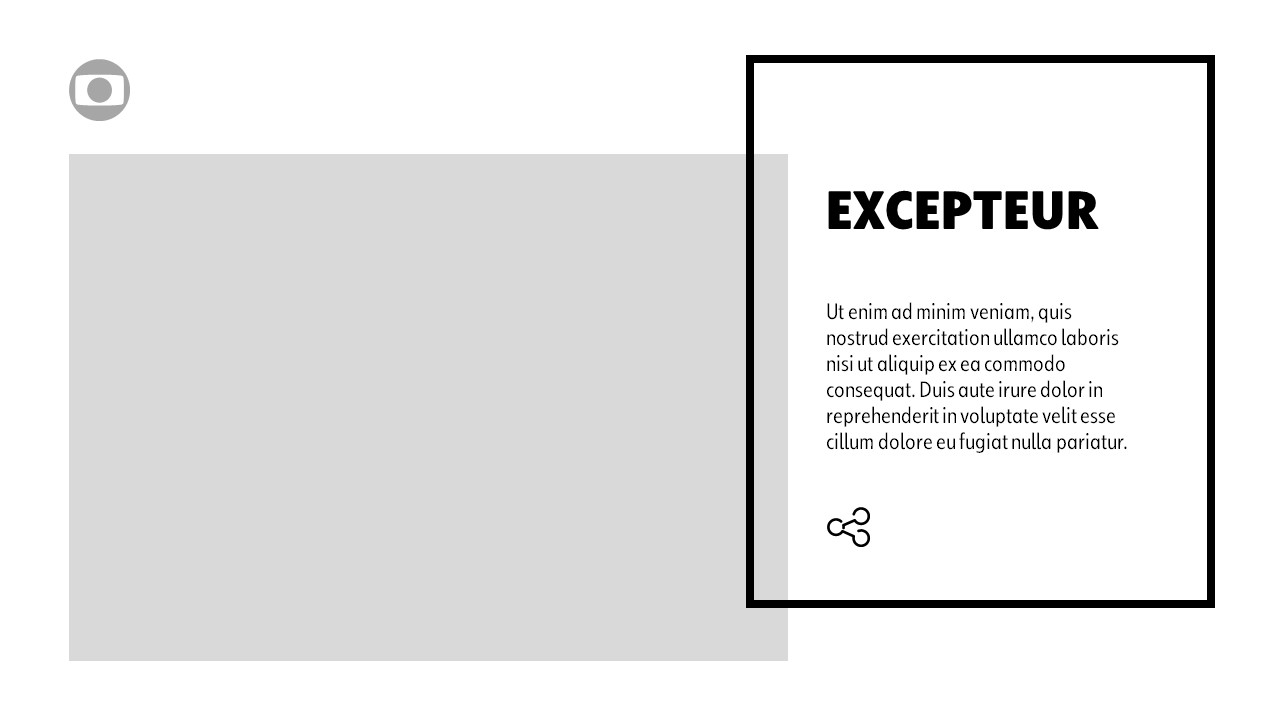 EXCEPTEUR
Ut enim ad minim veniam, quis
nostrud exercitation ullamco laboris
nisi ut aliquip ex ea commodo
consequat. Duis aute irure dolor in
reprehenderit in voluptate velit esse
cillum dolore eu fugiat nulla pariatur.